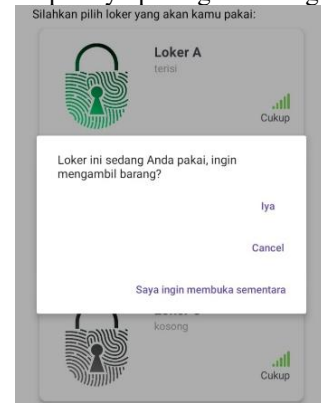 Silahkan pilih loker yang akan kamu pakai:
Loker A
terisi
Cukup
Loker ini sedang Anda pakai, ingin
mengambil barang?
Iya
Cancel
Saya ingin membuka sementara
kosong
Cukup